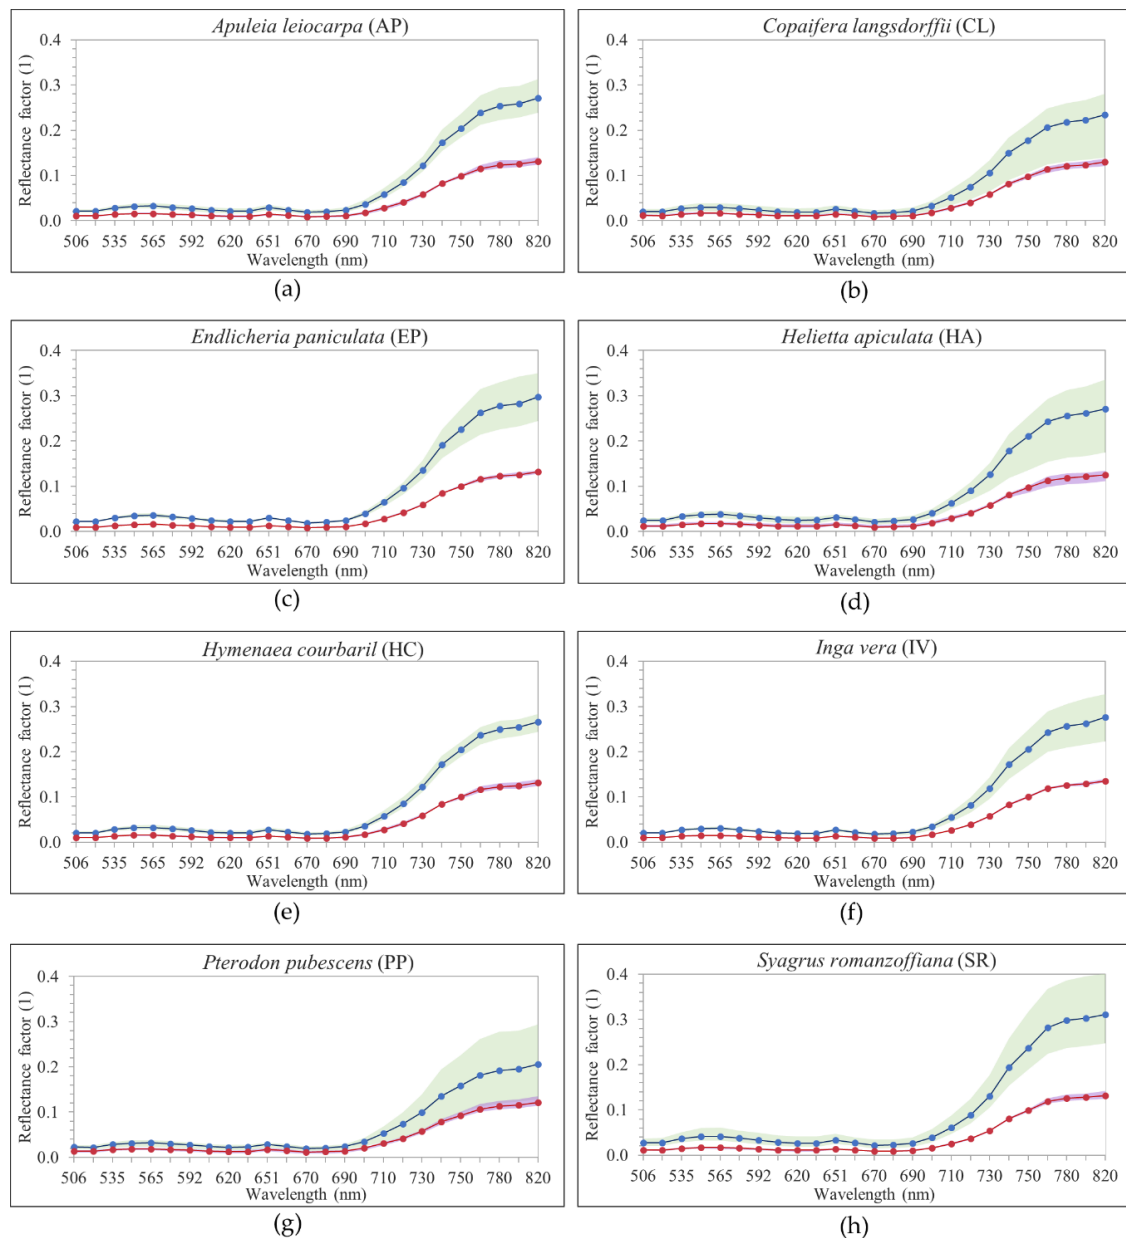 Apuleia leiocarpa (AP)
Reflectance factor (1)
0.4
0.3
0.2
0.1
0.0
506 535 565 592 620 651 670 690 710 730 750 780 820
Wavelength (nm)
(a)
Copaifera langsdorffii (CL)
Reflectance factor (1)
0.4
0.3
0.2
0.1
0.0
506 535 565 592 620 651 670 690 710 730 750 780 820
Wavelength (nm)
(b)
Endlicheria paniculata (EP)
Reflectance factor (1)
0.4
0.3
0.2
0.1
0.0
506 535 565 592 620 651 670 690 710 730 750 780 820
Wavelength (nm)
(c)
Helietta apiculata (HA)
Reflectance factor (1)
0.4
0.3
0.2
0.1
0.0
506 535 565 592 620 651 670 690 710 730 750 780 820
Wavelength (nm)
(d)
Hymenaea courbaril (HC)
Reflectance factor (1)
0.4
0.3
0.2
0.1
0.0
506 535 565 592 620 651 670 690 710 730 750 780 820
Wavelength (nm)
(e)
Inga vera (IV)
Reflectance factor (1)
0.4
0.3
0.2
0.1
0.0
506 535 565 592 620 651 670 690 710 730 750 780 820
Wavelength (nm)
(f)
Pterodon pubescens (PP)
Reflectance factor (1)
0.4
0.3
0.2
0.1
0.0
506 535 565 592 620 651 670 690 710 730 750 780 820
Wavelength (nm)
(g)
Syagrus romanzoffiana (SR)
Reflectance factor (1)
0.4
0.3
0.2
0.1
0.0
506 535 565 592 620 651 670 690 710 730 750 780 820
Wavelength (nm)
(h)